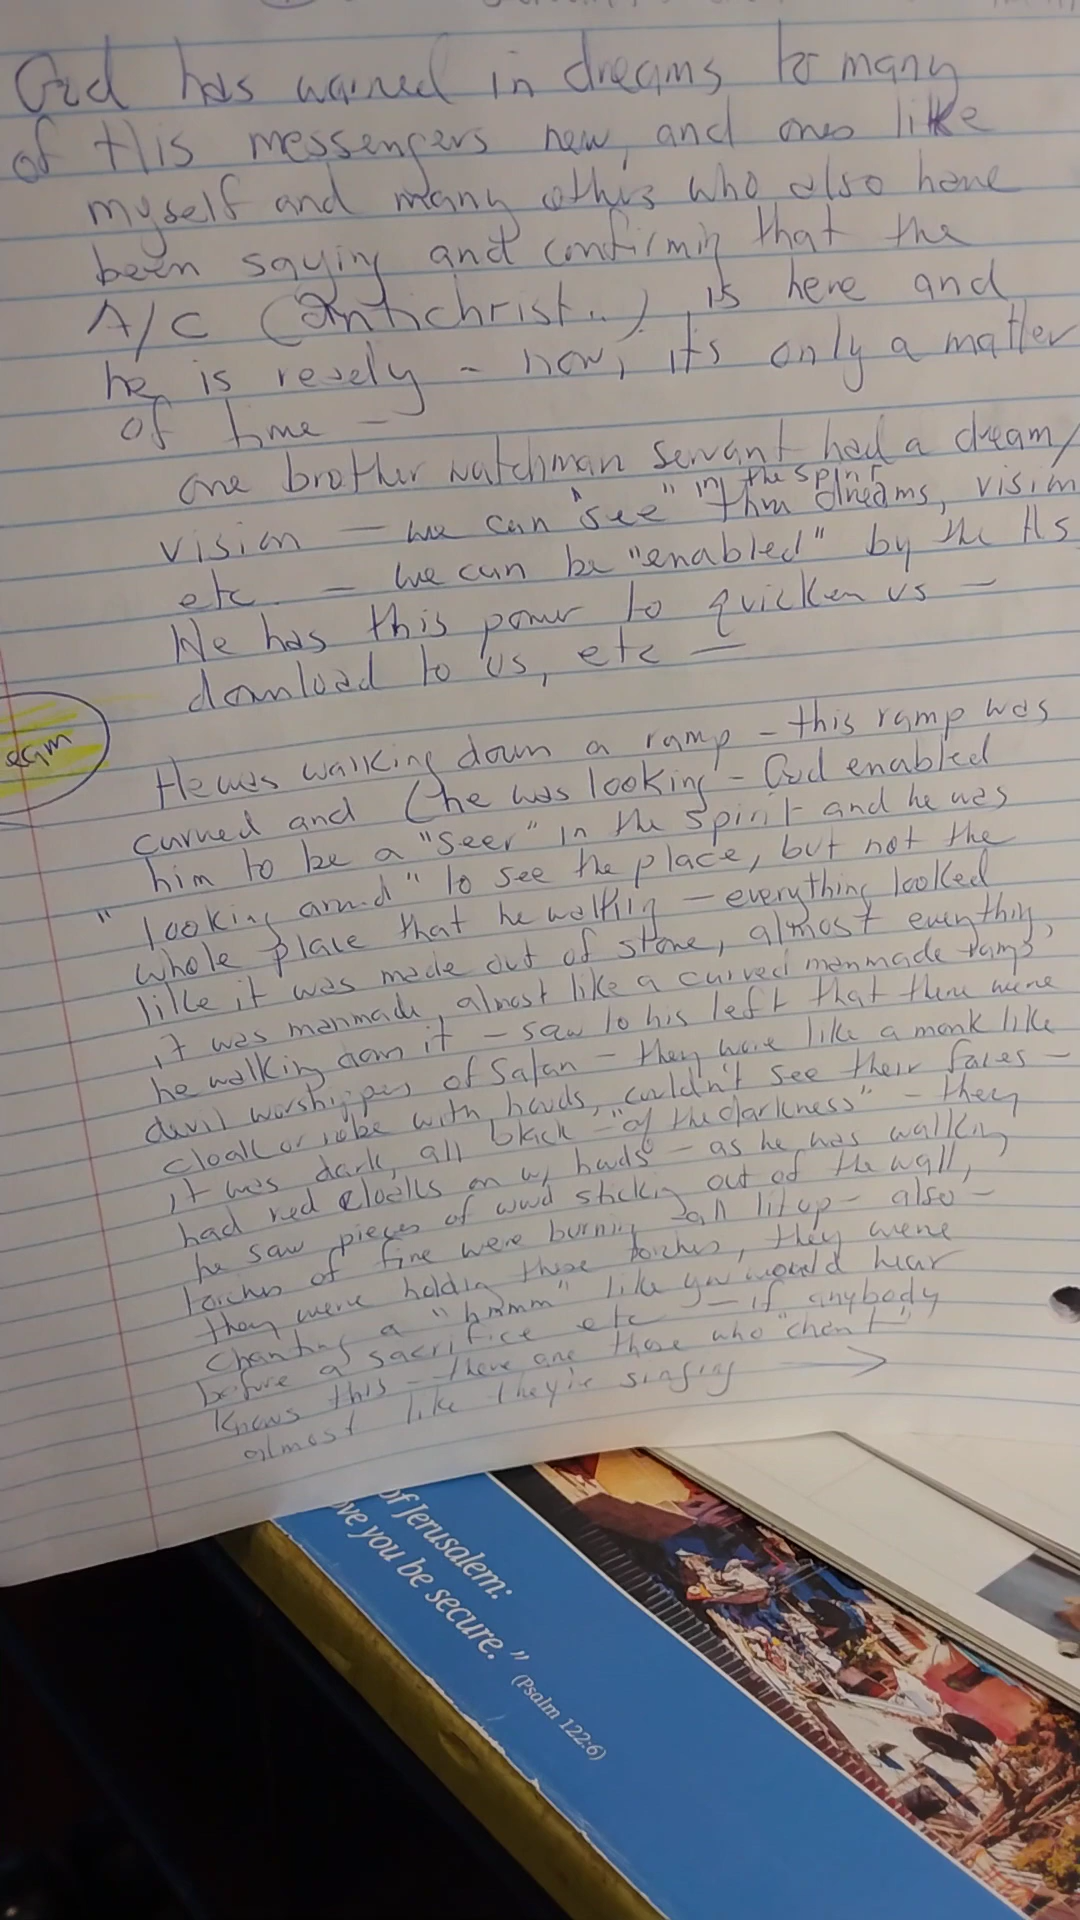 God has warned in dreams to many
of His messengers new, and ones like
myself and many othis who also have
been saying and confirmin that the
A/C (Antichrist..) is here and
he is redely - now, its only a matter
of time -
one brother watchman servant had a dream/
vision - we can "see" in the spirit thru dreams, vision
etc - we can be "enabled" by the HS
He has this power to quicken us -
download to us, etc -
eam
He was walking down a ramp - this ramp was
curved and (he was looking - God enabled
him to be a "seer" in the spirit and he was
"looking around" to see the place, but not the
whole place that he walkin - everything looked
like it was made out of stone, almost everything,
it was manmade, almost like a curved manmade ramp
he walking down it - saw to his left that there were
devil worshippers of Satan - they were like a monk like
cloak or robe with hoods, couldn't see their faces -
it was dark, all black - "of the darkness" - they
had red cloaks on w/ hoods - as he was walkin,
he saw pieces of wood stickin out of the wall,
torches of fire were burnin all lit up - also -
they were holding those torches, they were
chanting a "hmmm" like you would hear
before a sacrifice etc - if anybody
knows this - there are those who "chant"
almost like they're singing →
of Jerusalem:
ove you be secure."
(Psalm 122:6)